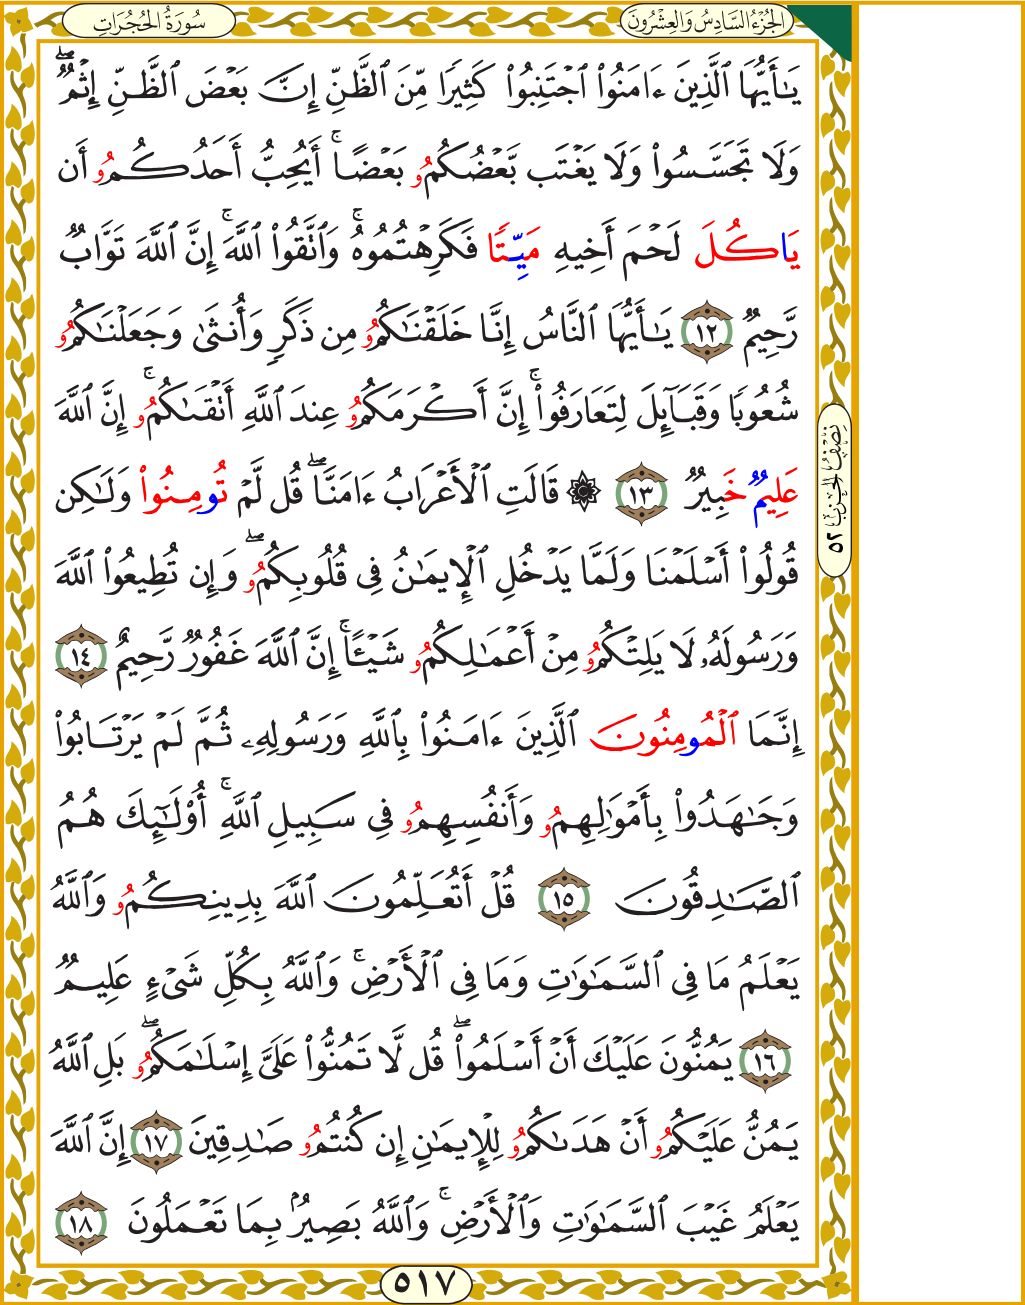 سُورَةُ الحُجُرَاتِ
الجُزْءُ السَّادِسُ وَالعِشْرُونَ
يَٰٓأَيُّهَا ٱلَّذِينَ ءَامَنُوا۟ ٱجْتَنِبُوا۟ كَثِيرًا مِّنَ ٱلظَّنِّ إِنَّ بَعْضَ ٱلظَّنِّ إِثْمٌۖ
وَلَا تَجَسَّسُوا۟ وَلَا يَغْتَب بَّعْضُكُمُو بَعْضًاۚ أَيُحِبُّ أَحَدُكُمُو أَن
يَاكُلَ لَحْمَ أَخِيهِ مَيِّتًا فَكَرِهْتُمُوهُۚ وَٱتَّقُوا۟ ٱللَّهَۚ إِنَّ ٱللَّهَ تَوَّابٌ
رَّحِيمٌ ١٢ يَٰٓأَيُّهَا ٱلنَّاسُ إِنَّا خَلَقْنَٰكُمُو مِن ذَكَرٍ وَأُنثَىٰ وَجَعَلْنَٰكُمُو
شُعُوبًا وَقَبَآئِلَ لِتَعَارَفُوٓا۟ۚ إِنَّ أَكْرَمَكُمُو عِندَ ٱللَّهِ أَتْقَىٰكُمُوۚ إِنَّ ٱللَّهَ
عَلِيمٌ خَبِيرٌ ١٣ ۞ قَالَتِ ٱلْأَعْرَابُ ءَامَنَّاۖ قُل لَّمْ تُومِنُوا۟ وَلَٰكِن
قُولُوٓا۟ أَسْلَمْنَا وَلَمَّا يَدْخُلِ ٱلْإِيمَٰنُ فِى قُلُوبِكُمُوۖ وَإِن تُطِيعُوا۟ ٱللَّهَ
وَرَسُولَهُۥ لَا يَلِتْكُمُو مِنْ أَعْمَٰلِكُمُو شَيْـًٔاۚ إِنَّ ٱللَّهَ غَفُورٌ رَّحِيمٌ ١٤
إِنَّمَا ٱلْمُومِنُونَ ٱلَّذِينَ ءَامَنُوا۟ بِٱللَّهِ وَرَسُولِهِۦ ثُمَّ لَمْ يَرْتَابُوا۟
وَجَٰهَدُوا۟ بِأَمْوَٰلِهِمُو وَأَنفُسِهِمُو فِى سَبِيلِ ٱللَّهِۚ أُو۟لَٰٓئِكَ هُمُ
ٱلصَّٰدِقُونَ ١٥ قُلْ أَتُعَلِّمُونَ ٱللَّهَ بِدِينِكُمُو وَٱللَّهُ
يَعْلَمُ مَا فِى ٱلسَّمَٰوَٰتِ وَمَا فِى ٱلْأَرْضِۚ وَٱللَّهُ بِكُلِّ شَىْءٍ عَلِيمٌ
١٦ يَمُنُّونَ عَلَيْكَ أَنْ أَسْلَمُوا۟ۖ قُل لَّا تَمُنُّوا۟ عَلَىَّ إِسْلَٰمَكُمُوۖ بَلِ ٱللَّهُ
يَمُنُّ عَلَيْكُمُو أَنْ هَدَىٰكُمُو لِلْإِيمَٰنِ إِن كُنتُمُو صَٰدِقِينَ ١٧ إِنَّ ٱللَّهَ
يَعْلَمُ غَيْبَ ٱلسَّمَٰوَٰتِ وَٱلْأَرْضِۚ وَٱللَّهُ بَصِيرٌۢ بِمَا تَعْمَلُونَ ١٨
نِصْفُ الحِزْبِ ٥٢
٥١٧